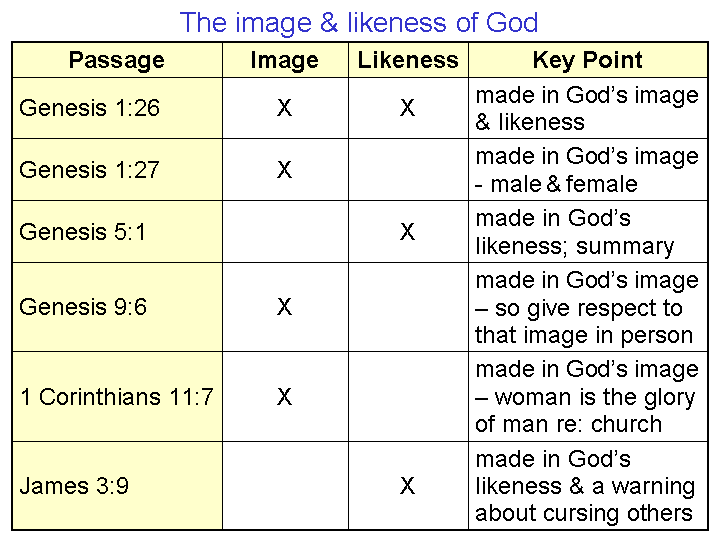 The image & likeness of God
Passage Image Likeness Key Point
Genesis 1:26 X X made in God's image
& likeness
Genesis 1:27 X made in God's image
- male & female
Genesis 5:1 X made in God's
likeness; summary
Genesis 9:6 X made in God's image
– so give respect to
that image in person
1 Corinthians 11:7 X made in God's image
– woman is the glory
of man re: church
James 3:9 X made in God's
likeness & a warning
about cursing others